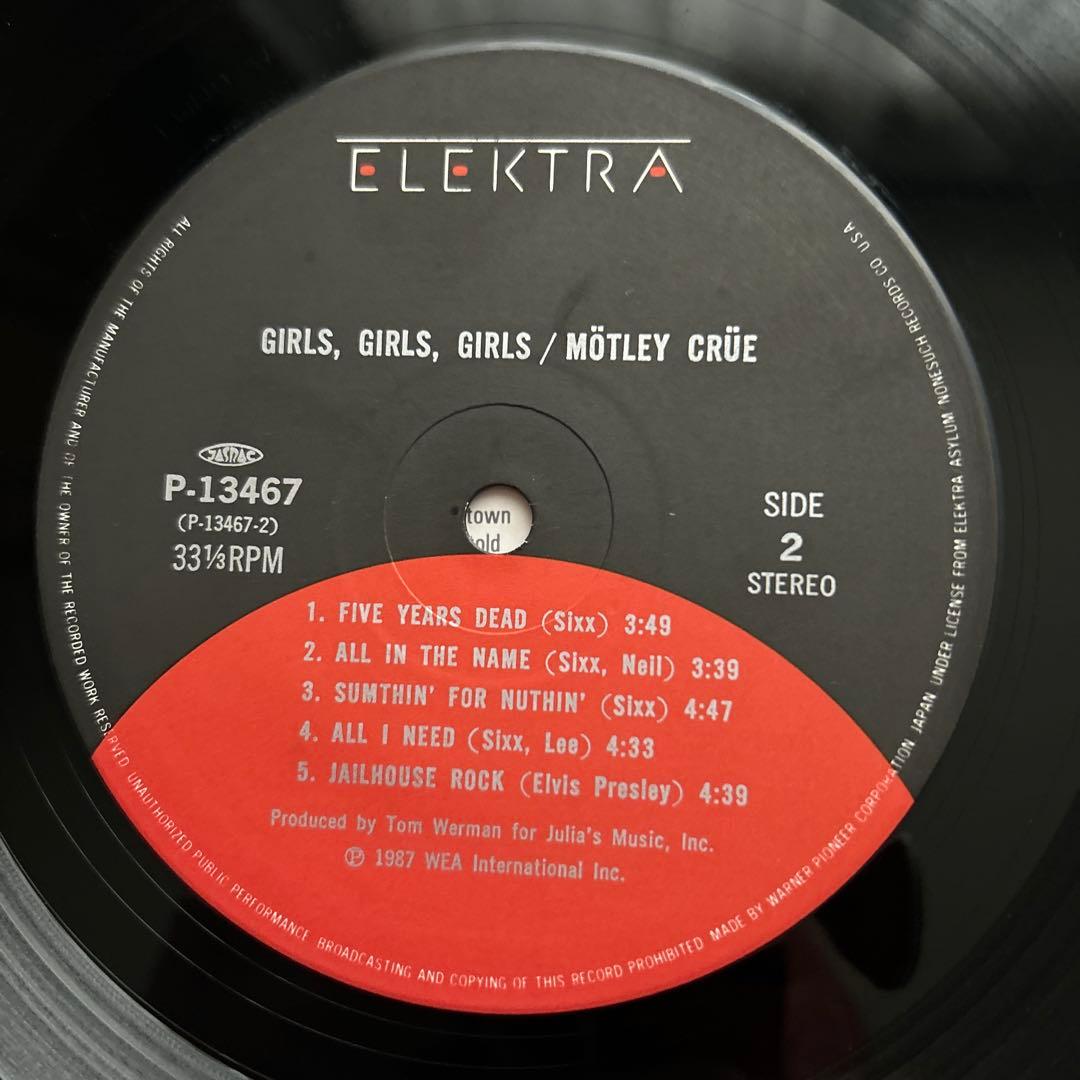 ELEKTRA
GIRLS, GIRLS, GIRLS / MÖTLEY CRÜE
JASRAC
P-13467
(P-13467-2)
33⅓RPM
SIDE
2
STEREO
town
old
1. FIVE YEARS DEAD (Sixx) 3:49
2. ALL IN THE NAME (Sixx, Neil) 3:39
3. SUMTHIN' FOR NUTHIN' (Sixx) 4:47
4. ALL I NEED (Sixx, Lee) 4:33
5. JAILHOUSE ROCK (Elvis Presley) 4:39
Produced by Tom Werman for Julia's Music, Inc.
Ⓟ 1987 WEA International Inc.
ALL RIGHTS OF THE MANUFACTURER AND OF THE OWNER OF THE RECORDED WORK RESERVED UNAUTHORIZED PUBLIC PERFORMANCE BROADCASTING AND COPYING OF THIS RECORD PROHIBITED MADE BY WARNER PIONEER CORPORATION JAPAN UNDER LICENSE FROM ELEKTRA ASYLUM NONESUCH RECORDS CO USA